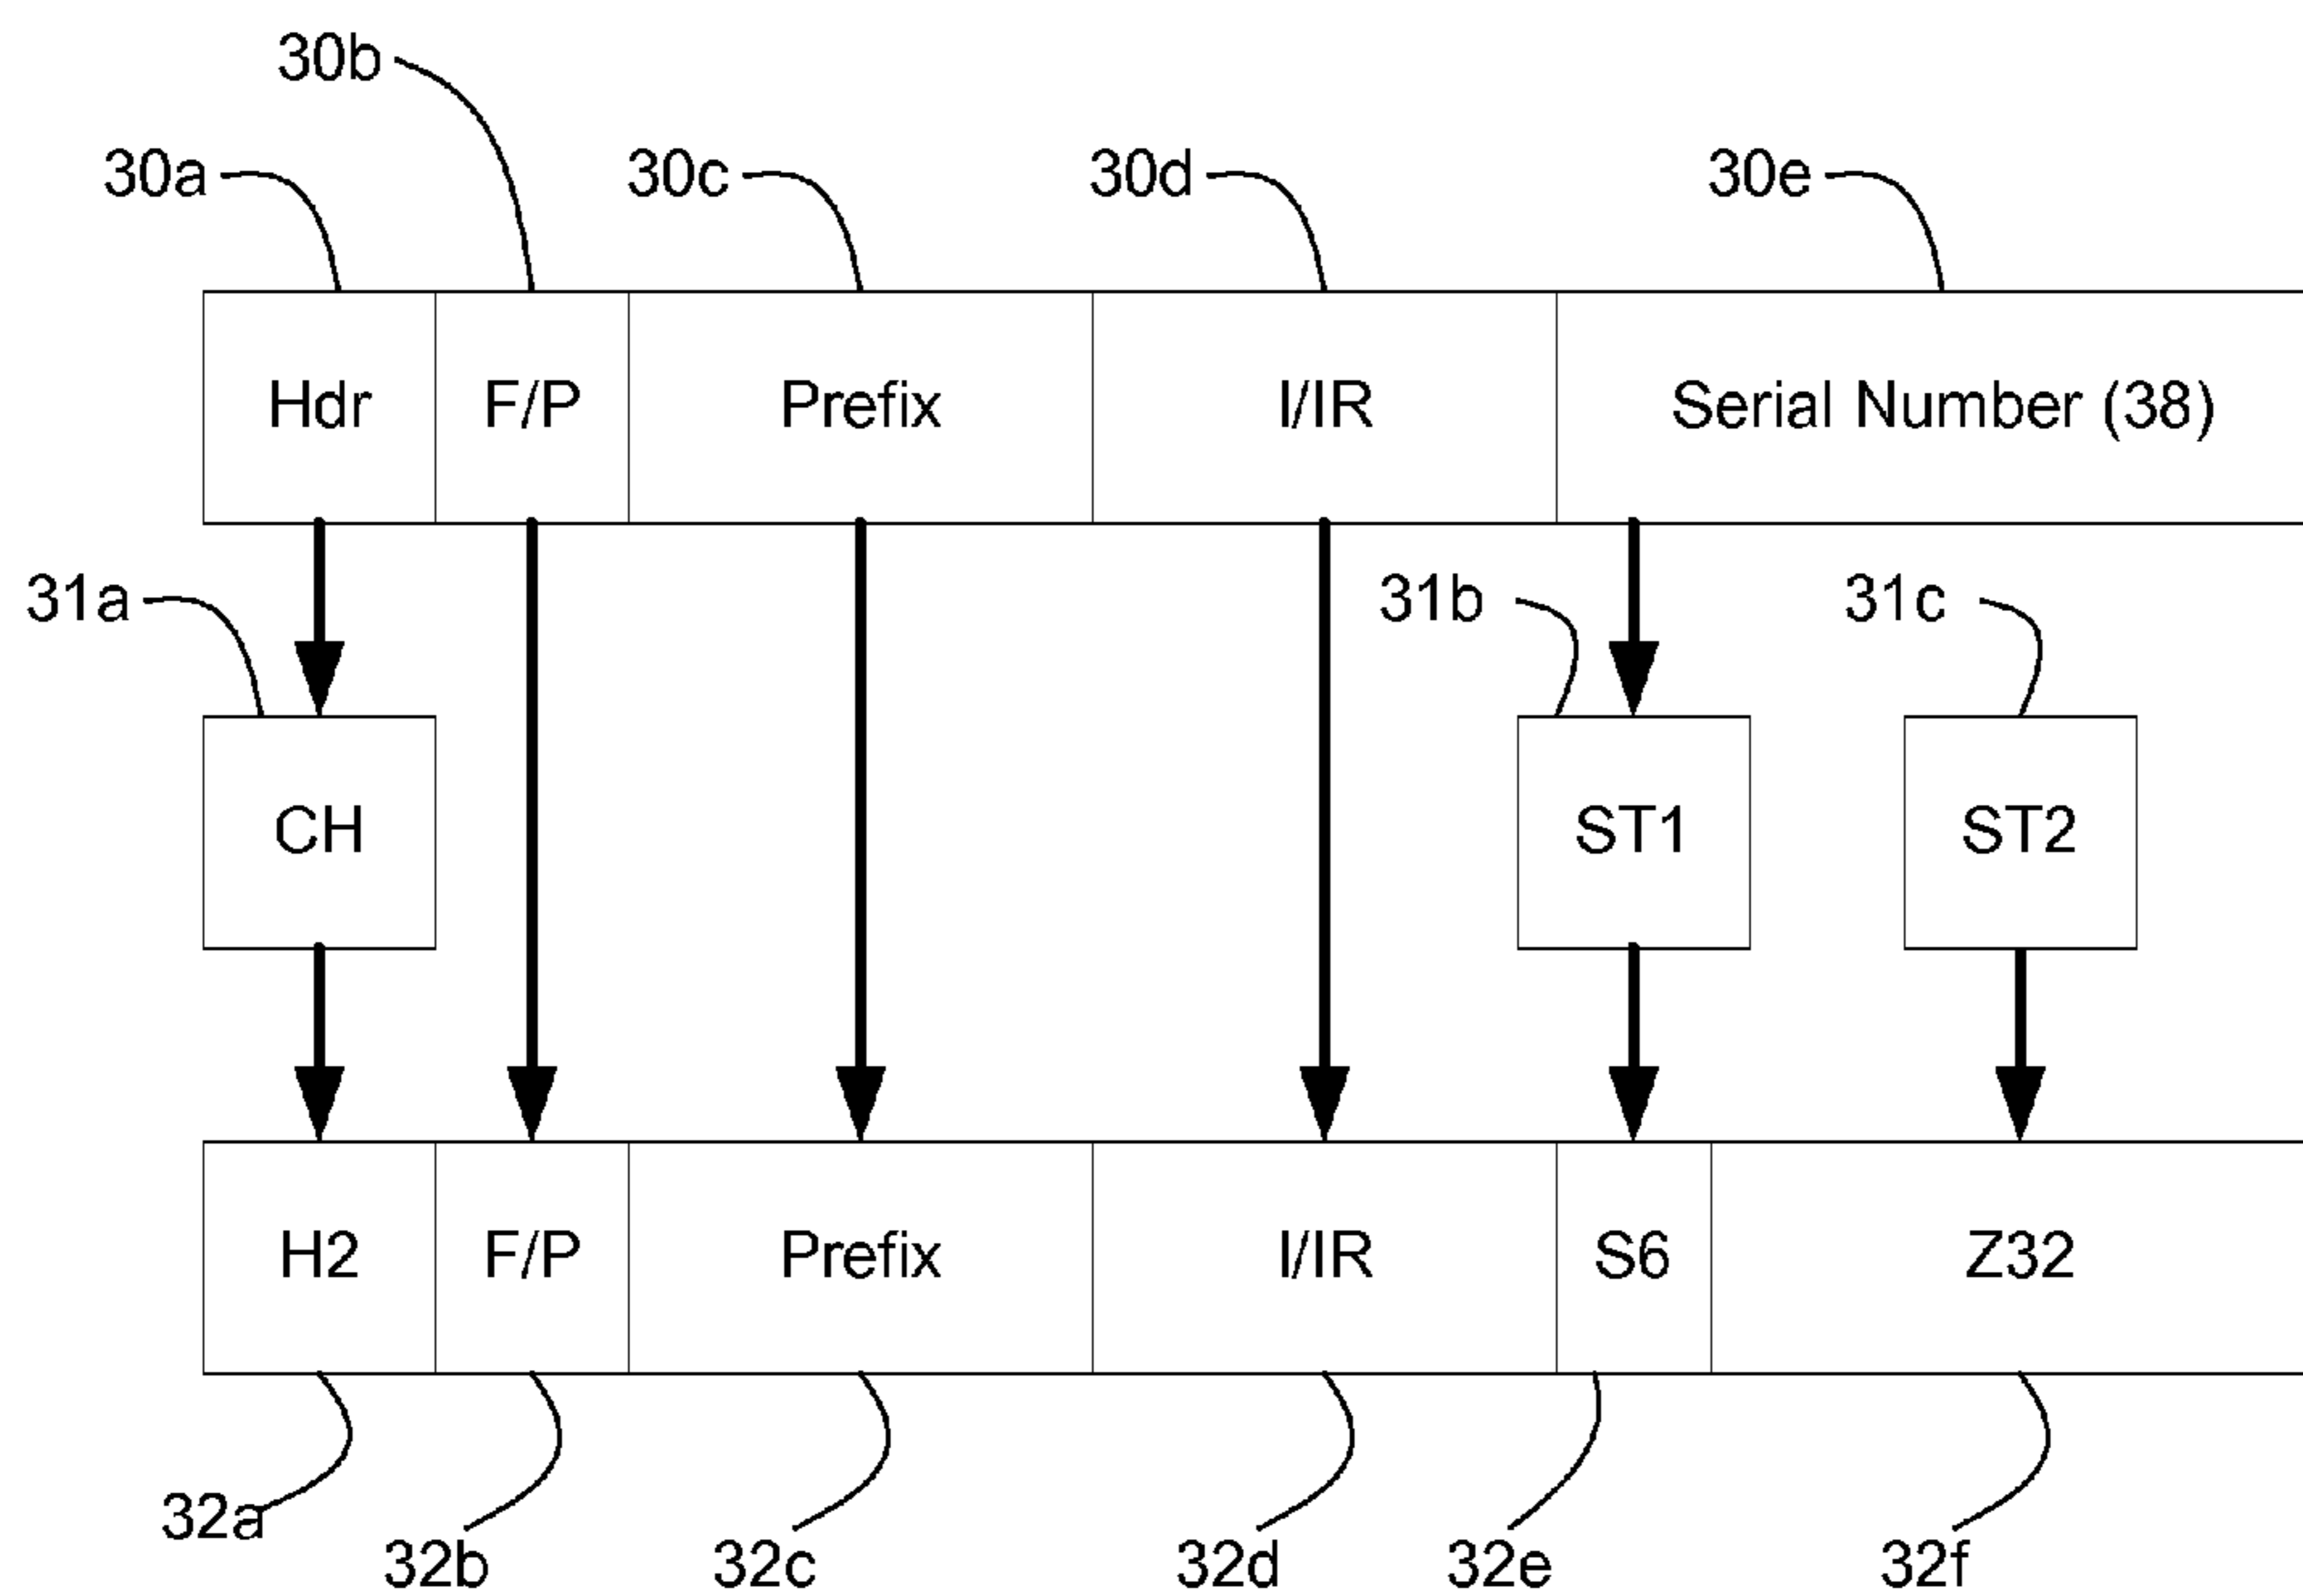 30b
30a
30c
30d
30e
Hdr
F/P
Prefix
I/IR
Serial Number (38)
31a
31b
31c
CH
ST1
ST2
H2
F/P
Prefix
I/IR
S6
Z32
32a
32b
32c
32d
32e
32f